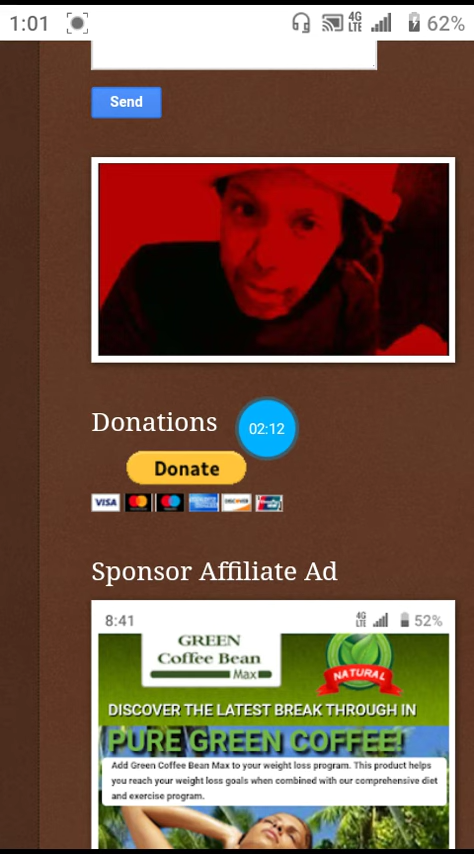 1:01 4G LTE 62%
Send
Donations 02:12
Donate
VISA DISCOVER
Sponsor Affiliate Ad
8:41 4G LTE 52%
GREEN
Coffee Bean
Max
NATURAL
DISCOVER THE LATEST BREAK THROUGH IN
PURE GREEN COFFEE!
Add Green Coffee Bean Max to your weight loss program. This product helps
you reach your weight loss goals when combined with our comprehensive diet
and exercise program.